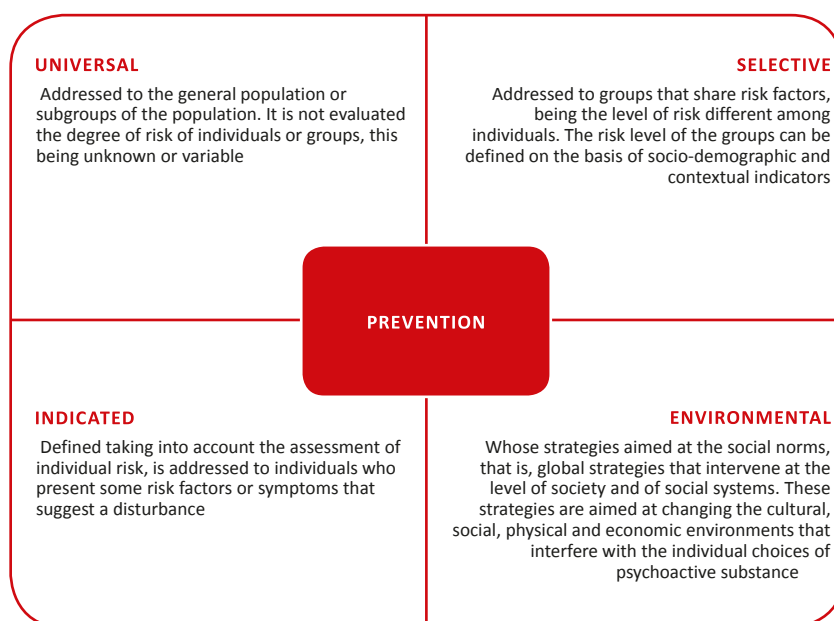 UNIVERSAL
Addressed to the general population or
subgroups of the population. It is not evaluated
the degree of risk of individuals or groups, this
being unknown or variable
SELECTIVE
Addressed to groups that share risk factors,
being the level of risk different among
individuals. The risk level of the groups can be
defined on the basis of socio-demographic and
contextual indicators
PREVENTION
INDICATED
Defined taking into account the assessment of
individual risk, is addressed to individuals who
present some risk factors or symptoms that
suggest a disturbance
ENVIRONMENTAL
Whose strategies aimed at the social norms,
that is, global strategies that intervene at the
level of society and of social systems. These
strategies are aimed at changing the cultural,
social, physical and economic environments that
interfere with the individual choices of
psychoactive substance